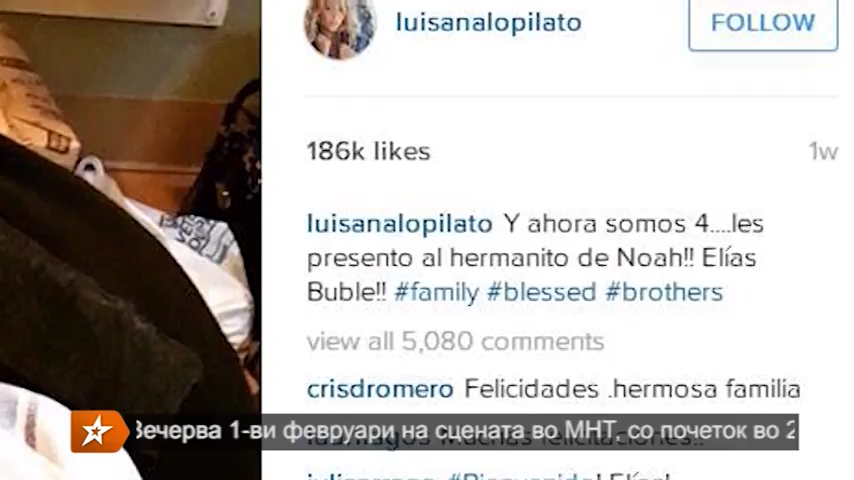 luisanalopilato
FOLLOW
186k likes
1w
luisanalopilato Y ahora somos 4....les
presento al hermanito de Noah!! Elías
Buble!! #family #blessed #brothers
view all 5,080 comments
crisdromero Felicidades .hermosa familia
Вечерва 1-ви февруари на сцената во МНТ, со почеток во 2